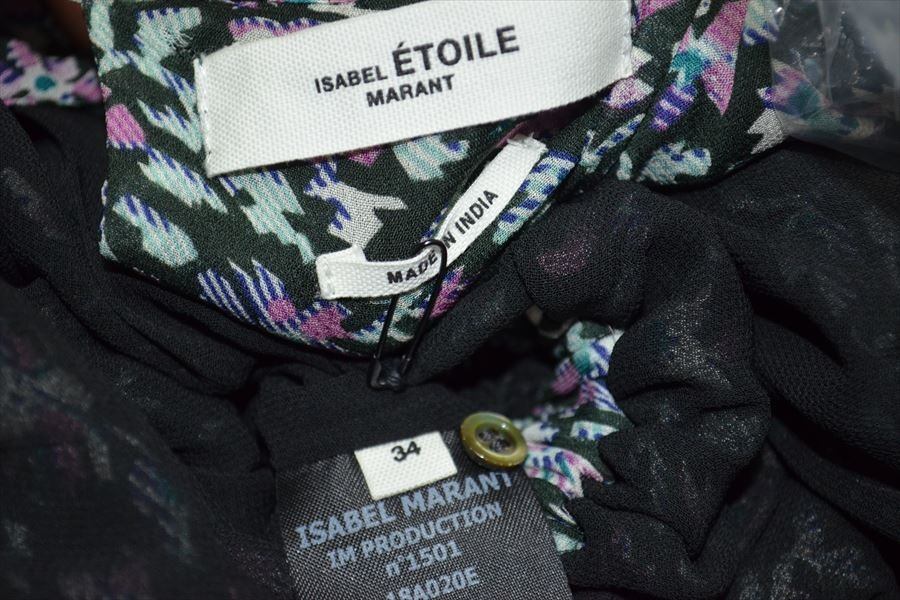 ISABEL ÉTOILE
MARANT
MADE IN INDIA
34
ISABEL MARANT
IM PRODUCTION
n°1501
18A020E